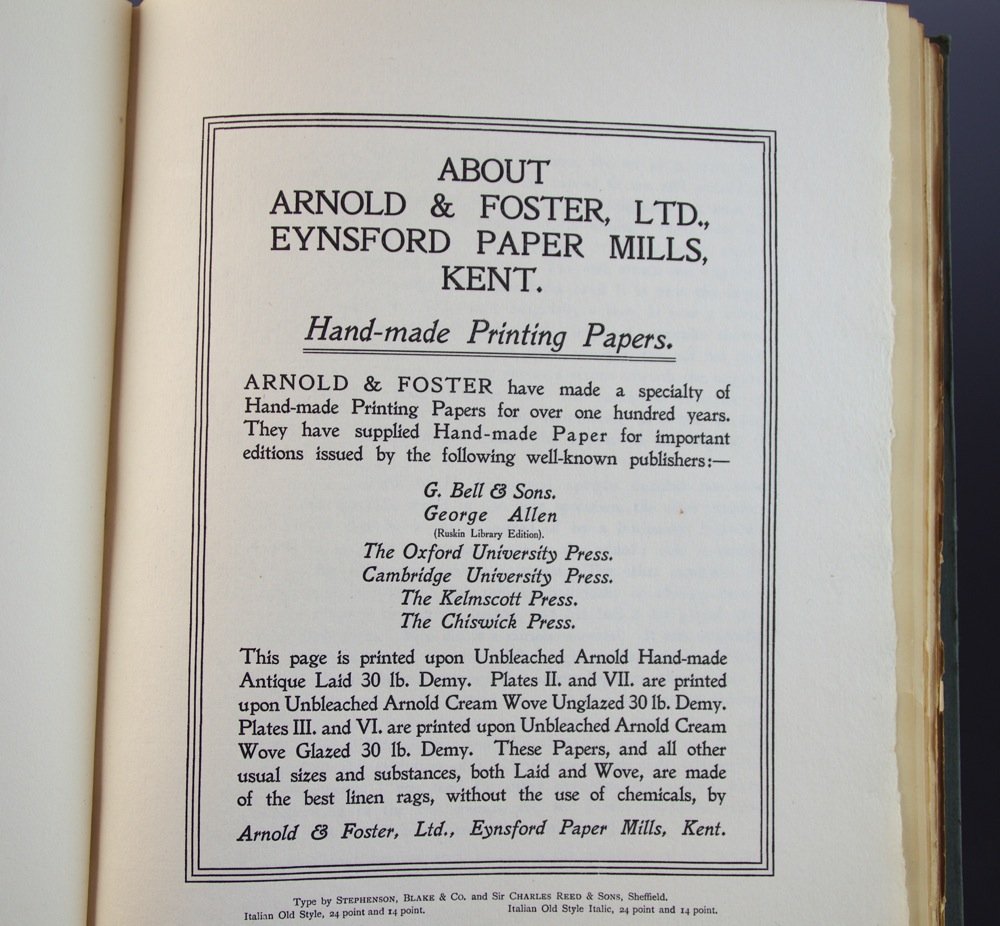 ABOUT
ARNOLD & FOSTER, LTD.,
EYNSFORD PAPER MILLS,
KENT.
Hand-made Printing Papers.
ARNOLD & FOSTER have made a specialty of
Hand-made Printing Papers for over one hundred years.
They have supplied Hand-made Paper for important
editions issued by the following well-known publishers:—
G. Bell & Sons.
George Allen
(Ruskin Library Edition).
The Oxford University Press.
Cambridge University Press.
The Kelmscott Press.
The Chiswick Press.
This page is printed upon Unbleached Arnold Hand-made
Antique Laid 30 lb. Demy. Plates II. and VII. are printed
upon Unbleached Arnold Cream Wove Unglazed 30 lb. Demy.
Plates III. and VI. are printed upon Unbleached Arnold Cream
Wove Glazed 30 lb. Demy. These Papers, and all other
usual sizes and substances, both Laid and Wove, are made
of the best linen rags, without the use of chemicals, by
Arnold & Foster, Ltd., Eynsford Paper Mills, Kent.
Type by STEPHENSON, BLAKE & Co. and Sir CHARLES REED & SONS, Sheffield.
Italian Old Style, 24 point and 14 point. Italian Old Style Italic, 24 point and 14 point.